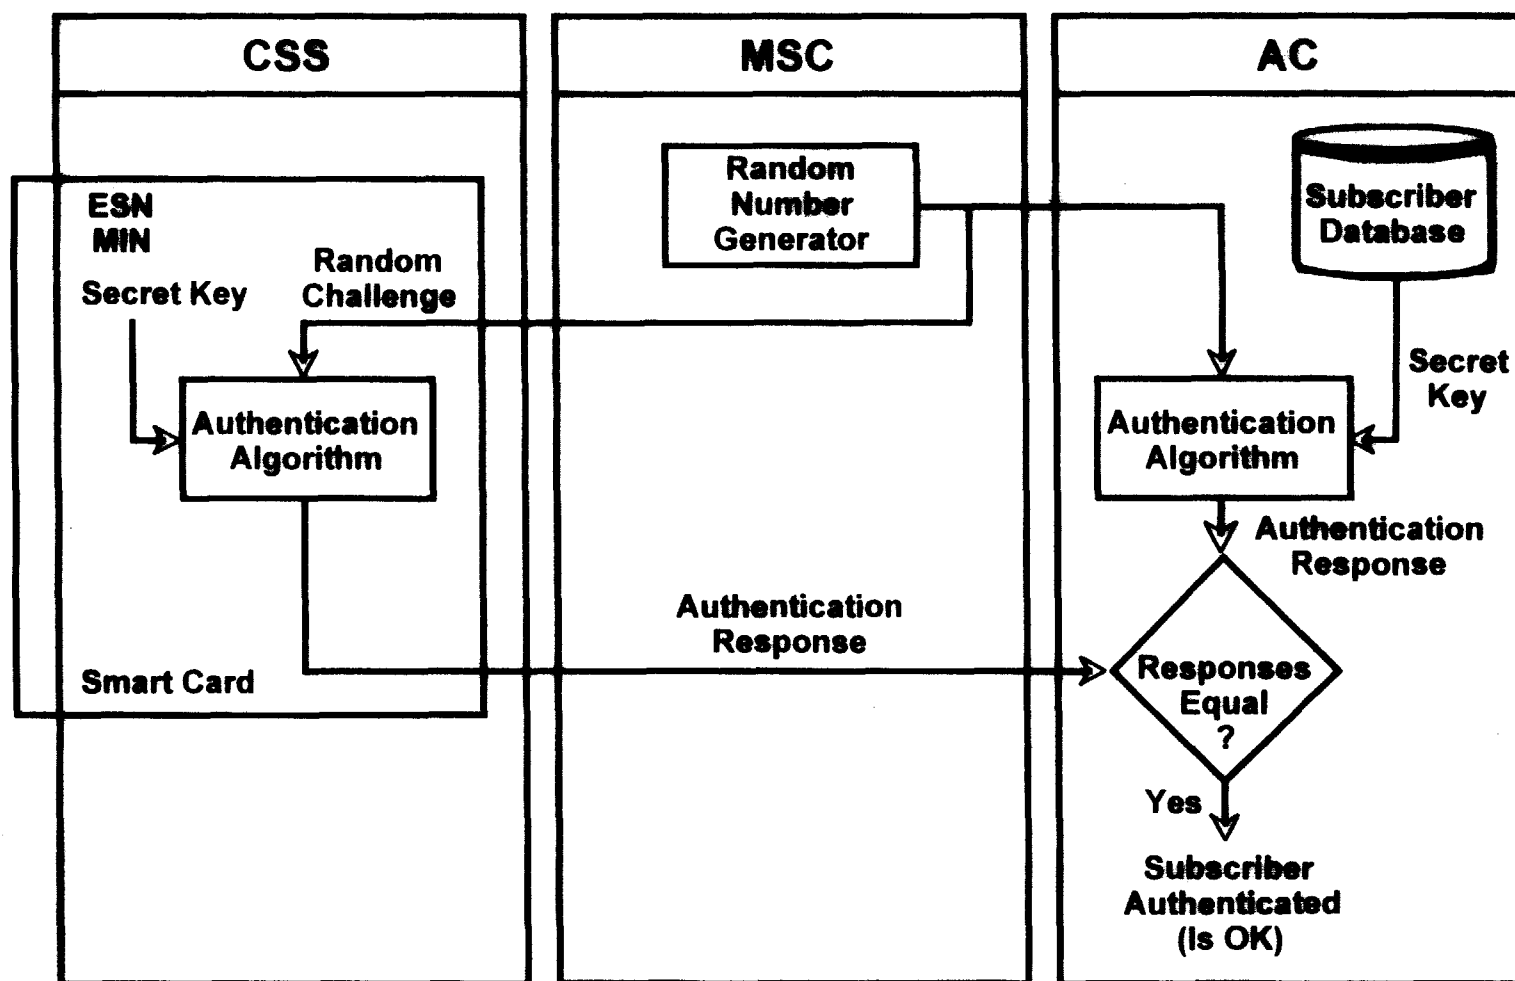 CSS
MSC
AC
ESN
MIN
Secret Key
Random
Challenge
Authentication
Algorithm
Smart Card
Random
Number
Generator
Authentication
Response
Subscriber
Database
Secret
Key
Authentication
Algorithm
Authentication
Response
Responses
Equal
?
Yes
Subscriber
Authenticated
(Is OK)